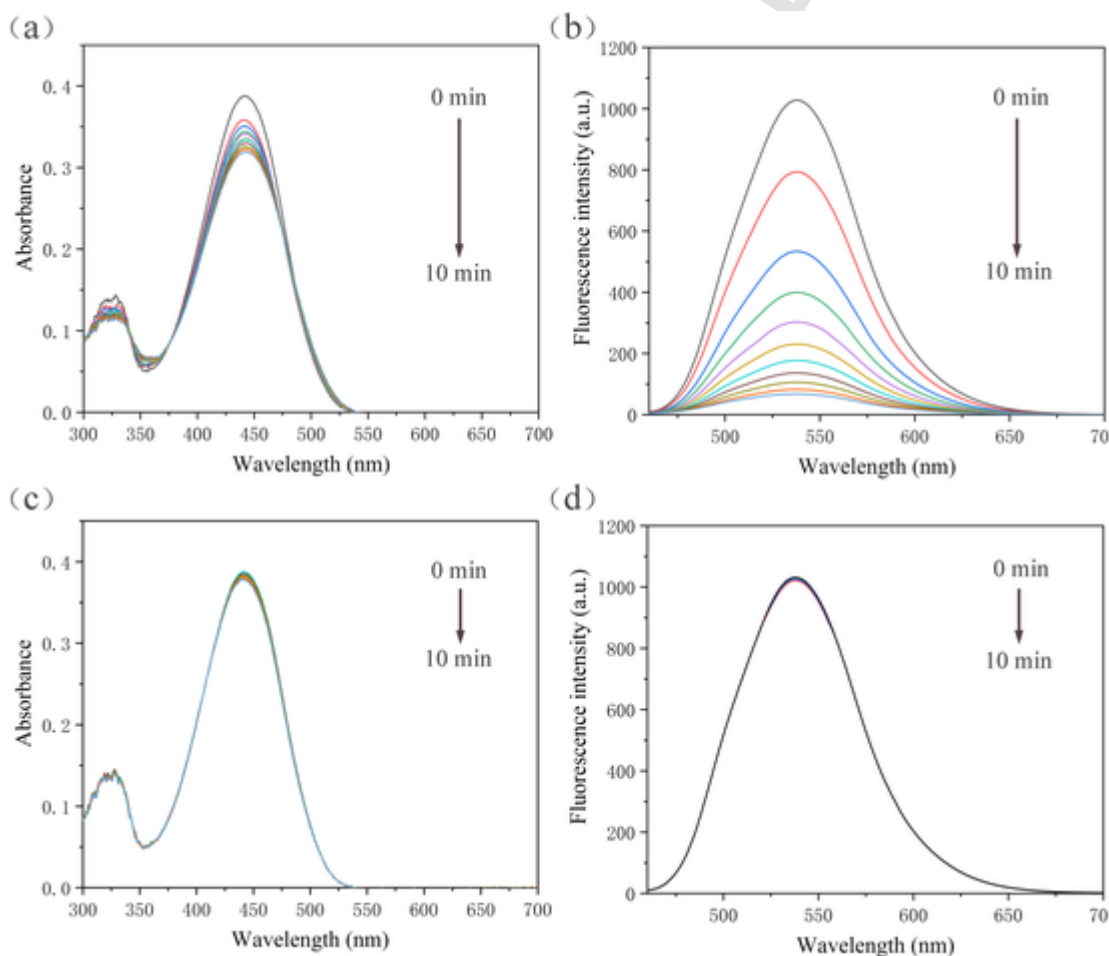 （a）
0.4
0.3
0.2
0.1
0.0
Absorbance
0 min
10 min
300 350 400 450 500 550 600 650 700
Wavelength (nm)
（b）
1200
1000
800
600
400
200
0
Fluorescence intensity (a.u.)
0 min
10 min
500 550 600 650 70
Wavelength (nm)
（c）
0.4
0.3
0.2
0.1
0.0
Absorbance
0 min
10 min
300 350 400 450 500 550 600 650 700
Wavelength (nm)
（d）
1200
1000
800
600
400
200
0
Fluorescence intensity (a.u.)
0 min
10 min
500 550 600 650 70
Wavelength (nm)